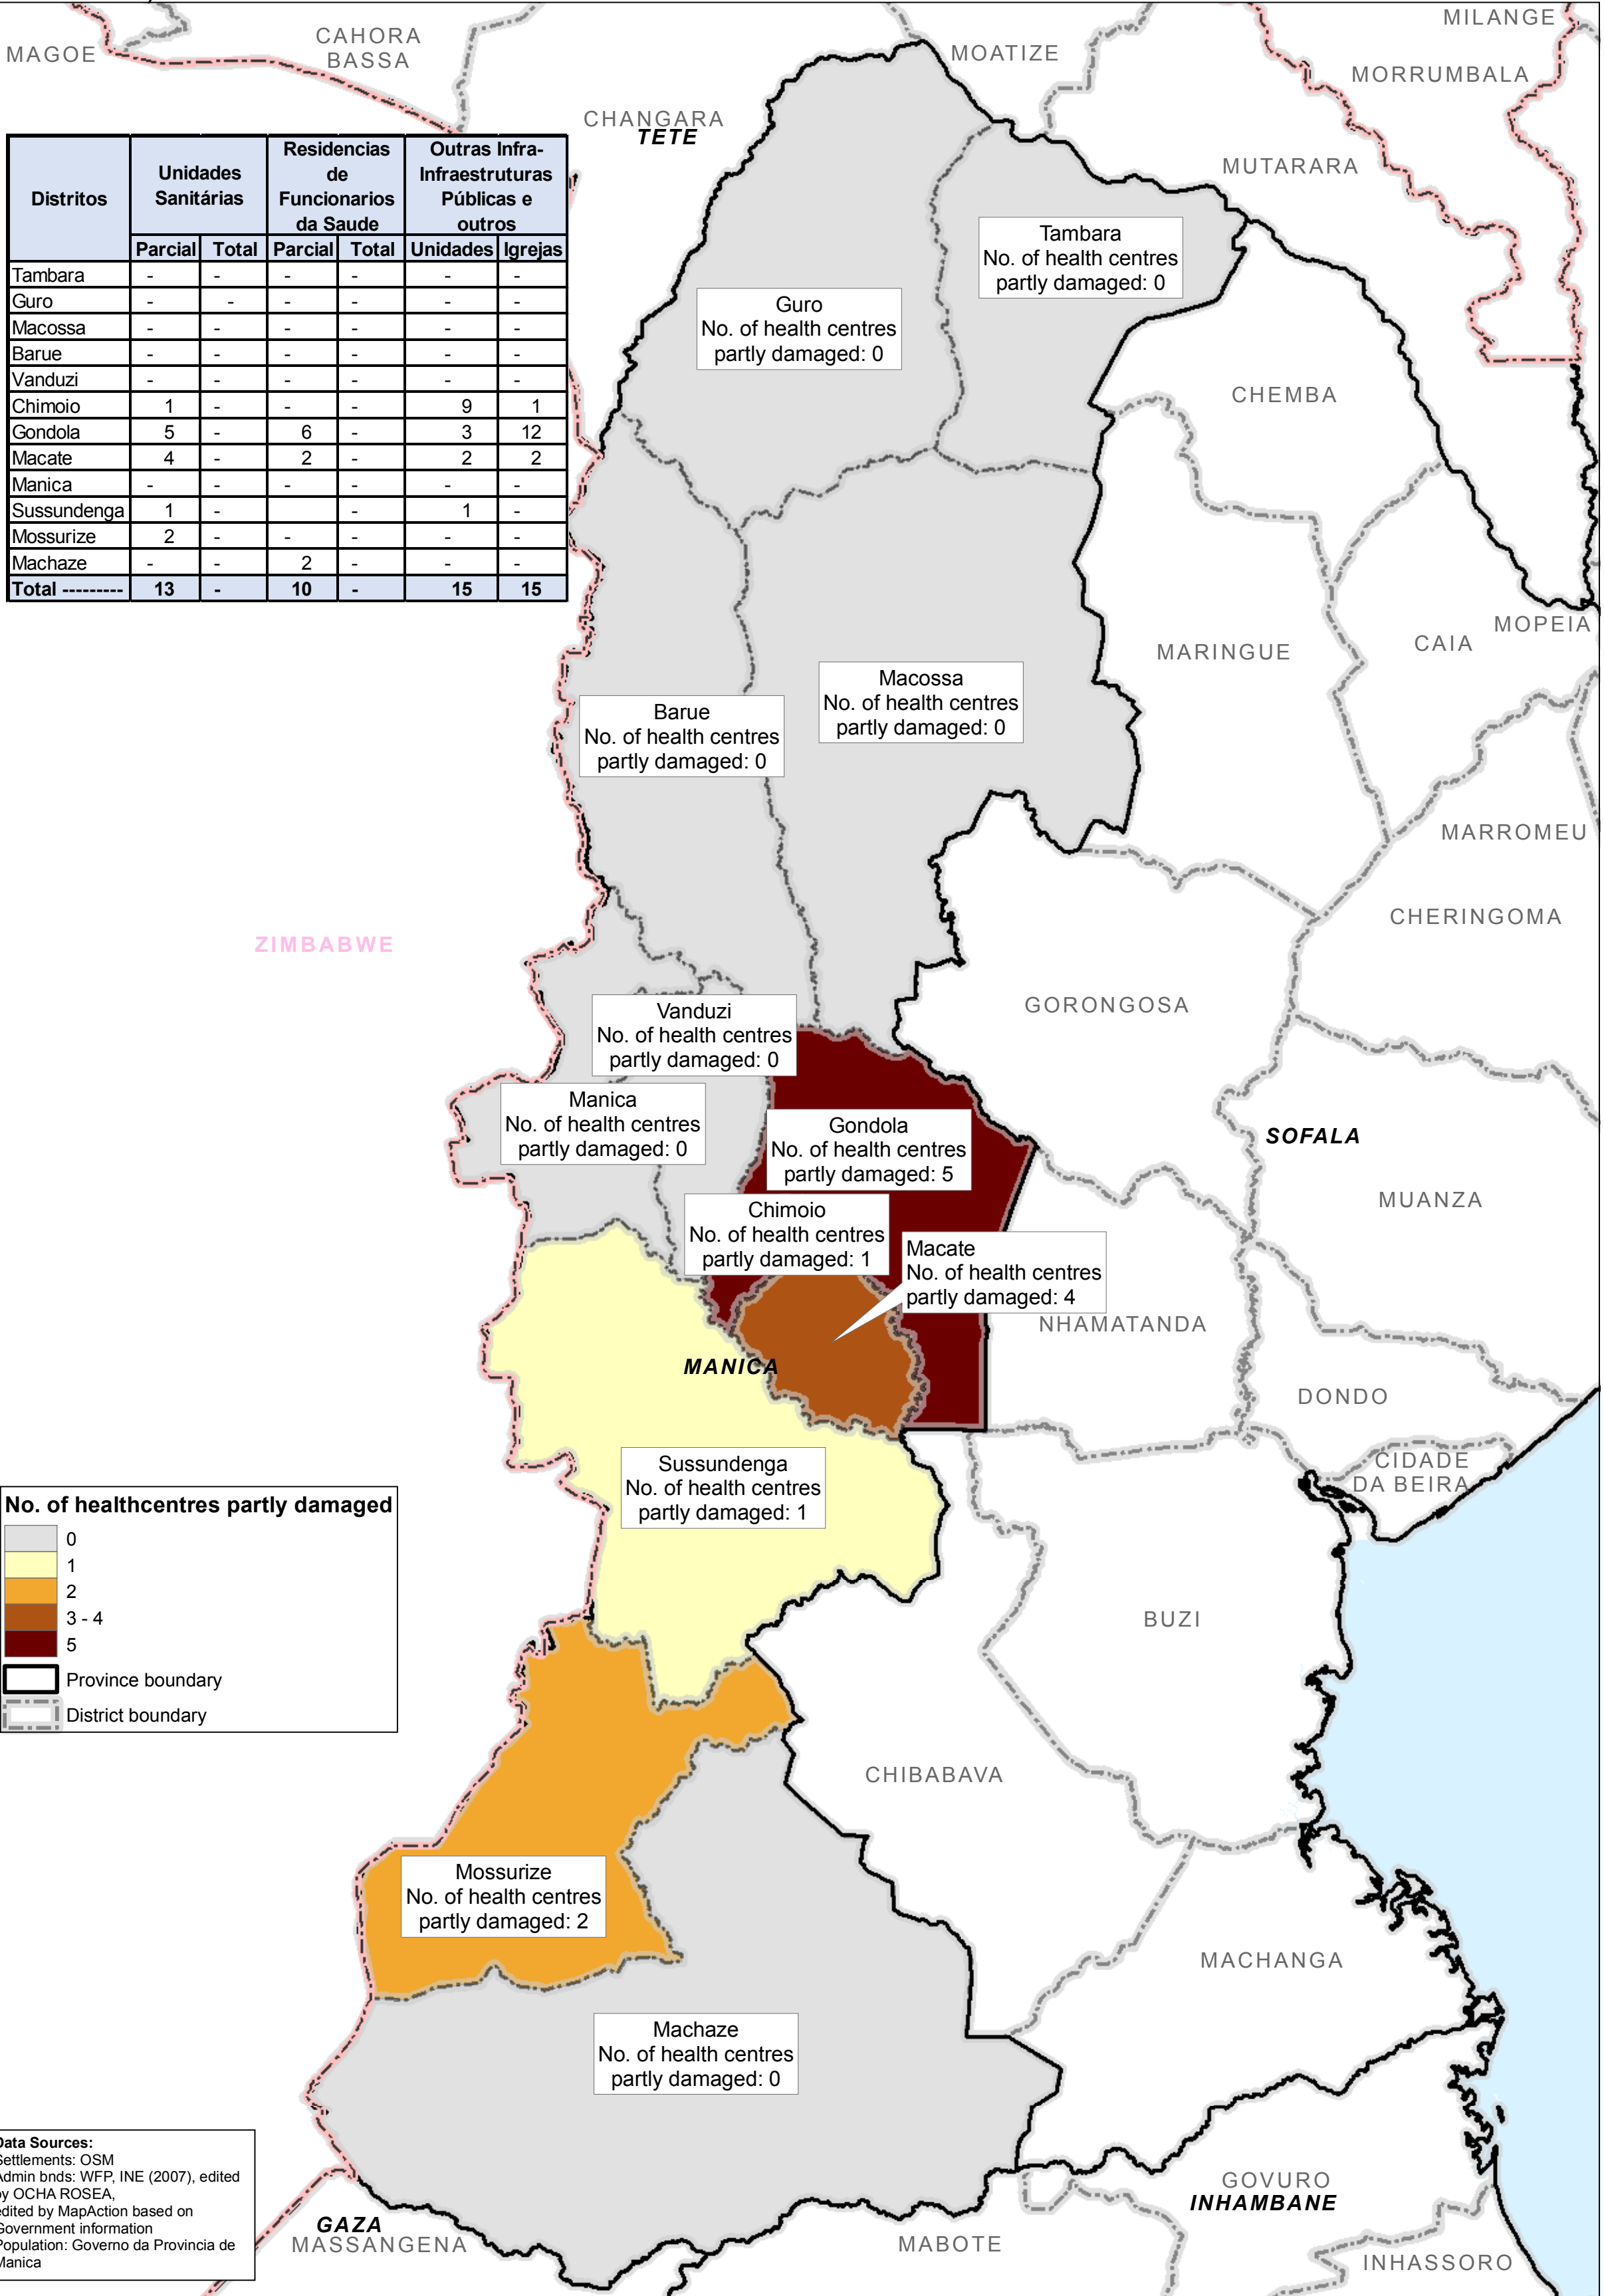 MAGOE
CAHORA
BASSA
MOATIZE
MILANGE
MORRUMBALA
CHANGARA
TETE
MUTARARA
Distritos
Unidades
Sanitárias
Residencias
de
Funcionarios
da Saude
Outras Infra-
Infraestruturas
Públicas e
outros
Parcial Total Parcial Total Unidades Igrejas
Tambara - - - - - -
Guro - - - - - -
Macossa - - - - - -
Barue - - - - - -
Vanduzi - - - - - -
Chimoio 1 - - - 9 1
Gondola 5 - 6 - 3 12
Macate 4 - 2 - 2 2
Manica - - - - - -
Sussundenga 1 - - 1 -
Mossurize 2 - - - - -
Machaze - - 2 - - -
Total --------- 13 - 10 - 15 15
Tambara
No. of health centres
partly damaged: 0
Guro
No. of health centres
partly damaged: 0
CHEMBA
MOPEIA
CAIA
MARINGUE
Macossa
No. of health centres
partly damaged: 0
Barue
No. of health centres
partly damaged: 0
MARROMEU
CHERINGOMA
ZIMBABWE
GORONGOSA
Vanduzi
No. of health centres
partly damaged: 0
Manica
No. of health centres
partly damaged: 0
Gondola
No. of health centres
partly damaged: 5
SOFALA
MUANZA
Chimoio
No. of health centres
partly damaged: 1
Macate
No. of health centres
partly damaged: 4
NHAMATANDA
MANICA
DONDO
CIDADE
DA BEIRA
Sussundenga
No. of health centres
partly damaged: 1
No. of healthcentres partly damaged
0
1
2
3 - 4
5
Province boundary
District boundary
BUZI
CHIBABAVA
Mossurize
No. of health centres
partly damaged: 2
MACHANGA
Machaze
No. of health centres
partly damaged: 0
Data Sources:
Settlements: OSM
Admin bnds: WFP, INE (2007), edited
by OCHA ROSEA,
edited by MapAction based on
Government information
Population: Governo da Provincia de
Manica
GAZA
MASSANGENA
MABOTE
GOVURO
INHAMBANE
INHASSORO